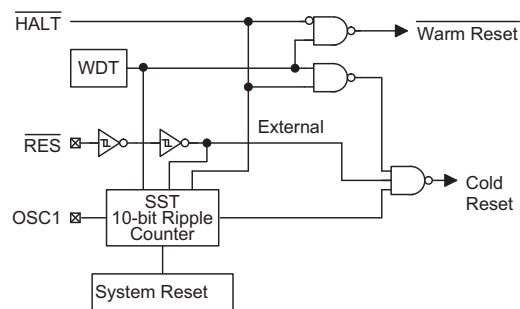 HALT
Warm Reset
WDT
RES
External
Cold
Reset
SST
10-bit Ripple
Counter
OSC1
System Reset